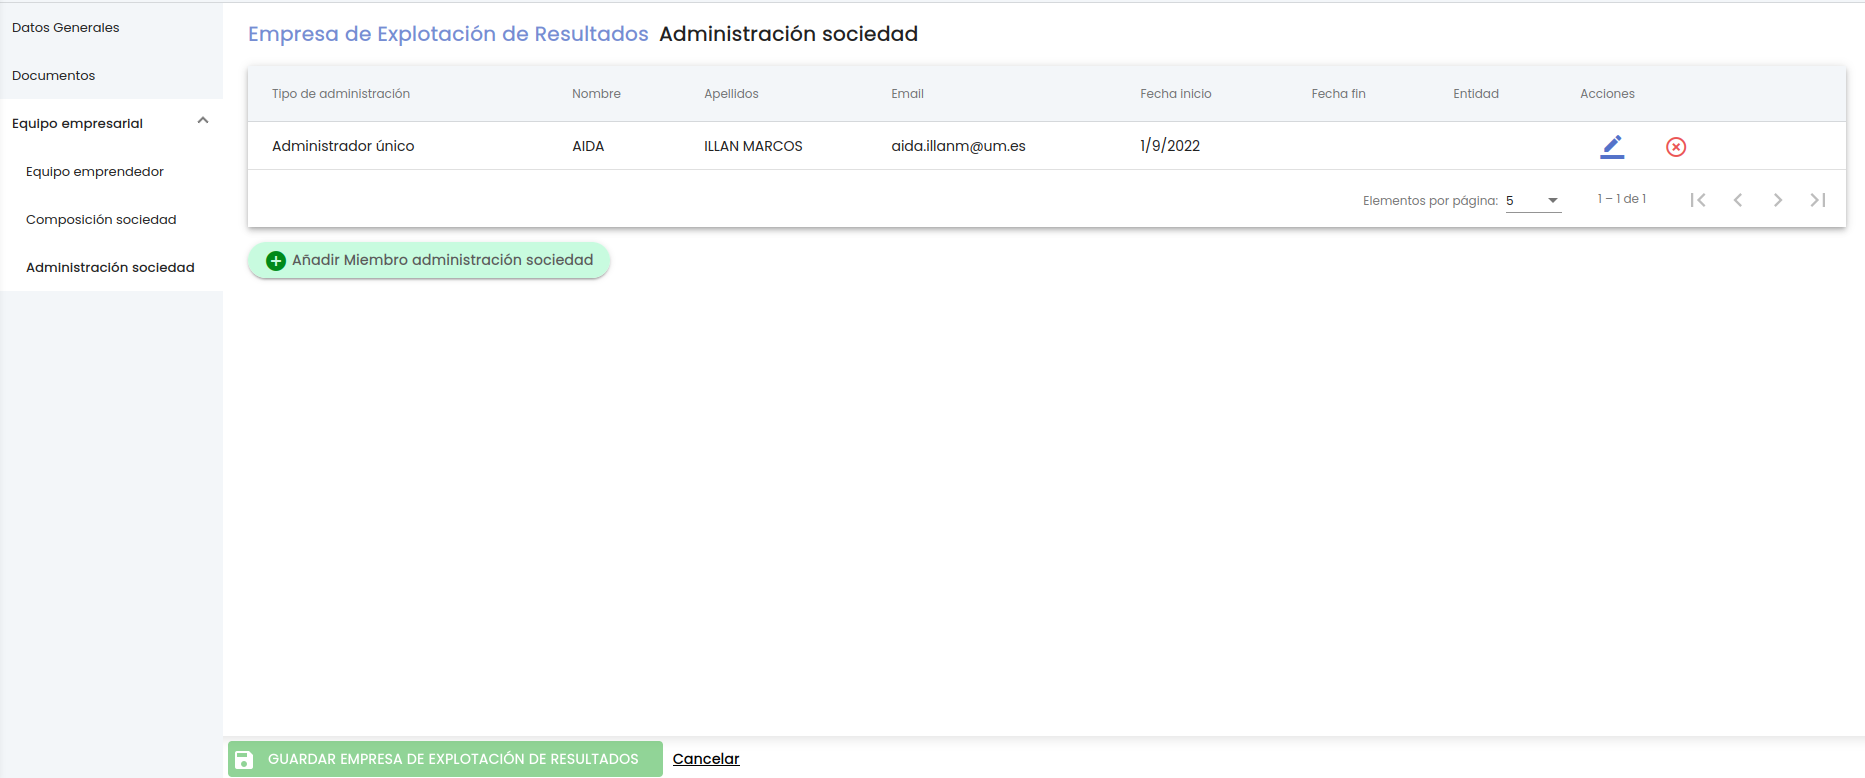 Datos Generales
Documentos
Equipo empresarial
Equipo emprendedor
Composición sociedad
Administración sociedad
Empresa de Explotación de Resultados Administración sociedad
Tipo de administración Nombre Apellidos Email Fecha inicio Fecha fin Entidad Acciones
Administrador único AIDA ILLAN MARCOS aida.illanm@um.es 1/9/2022
Elementos por página: 5 1 – 1 de 1
Añadir Miembro administración sociedad
GUARDAR EMPRESA DE EXPLOTACIÓN DE RESULTADOS Cancelar